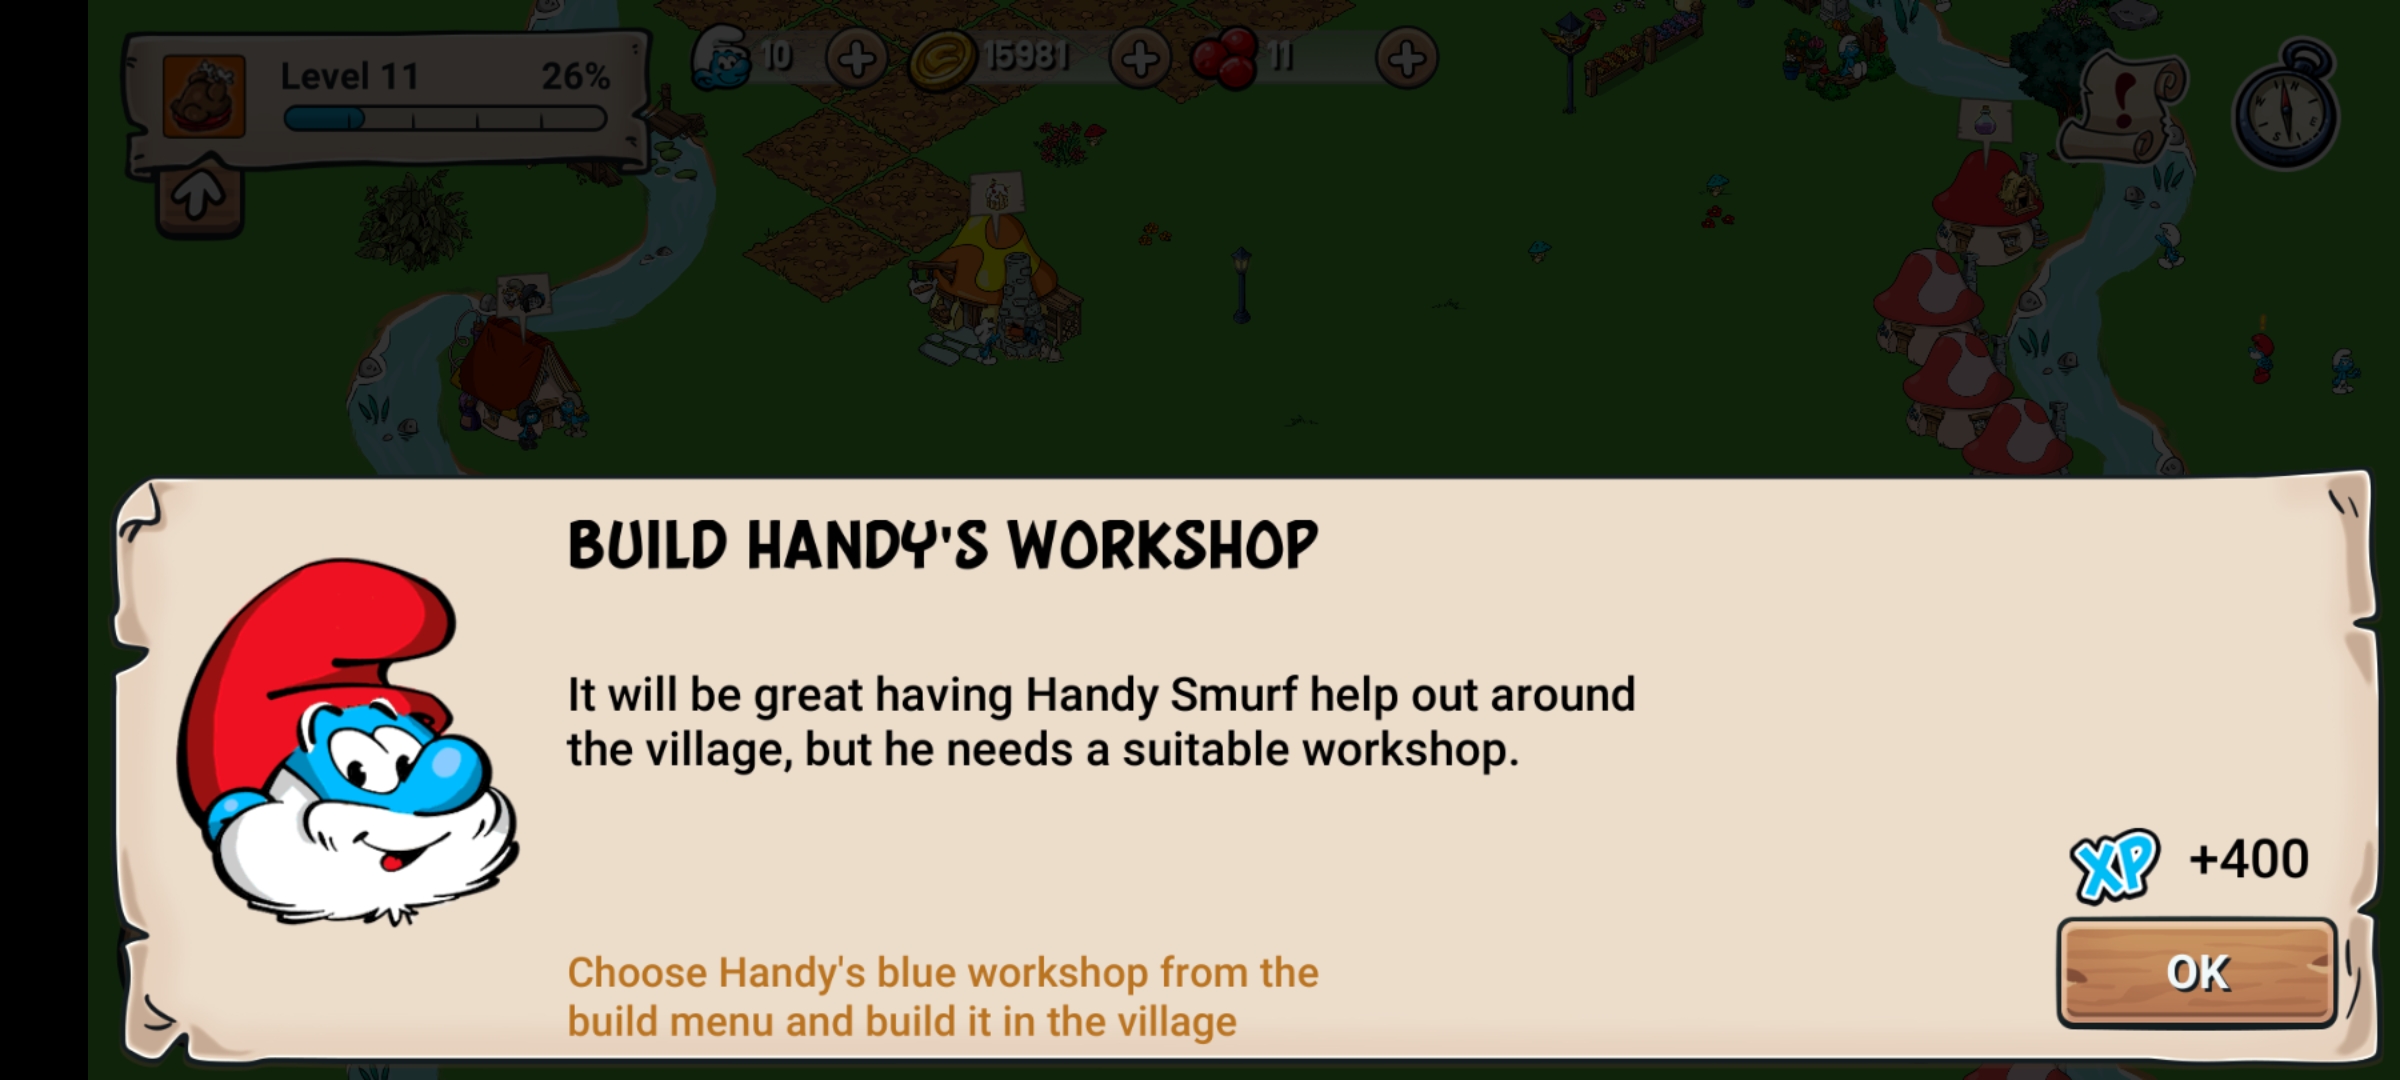 Level 11 26%
10
15981
11
BUILD HANDY'S WORKSHOP
It will be great having Handy Smurf help out around
the village, but he needs a suitable workshop.
XP +400
Choose Handy's blue workshop from the
build menu and build it in the village
OK